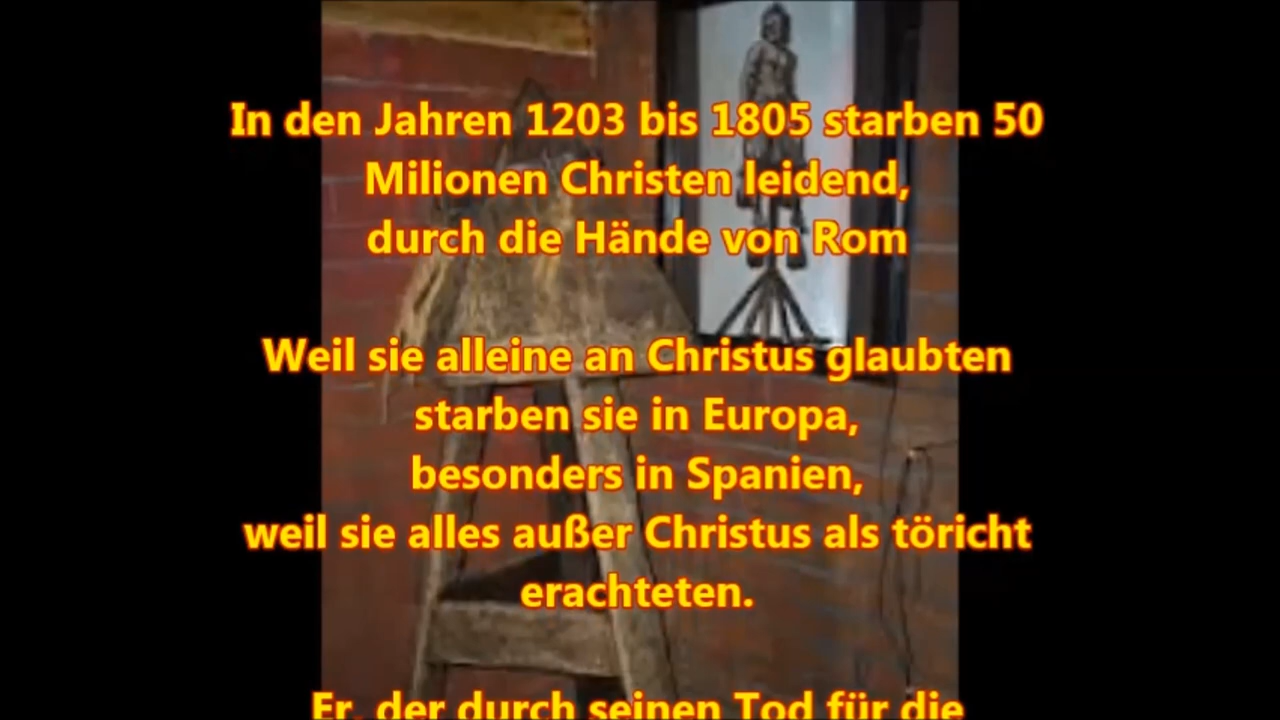 In den Jahren 1203 bis 1805 starben 50
Milionen Christen leidend,
durch die Hände von Rom
Weil sie alleine an Christus glaubten
starben sie in Europa,
besonders in Spanien,
weil sie alles außer Christus als töricht
erachteten.
Er, der durch seinen Tod für die